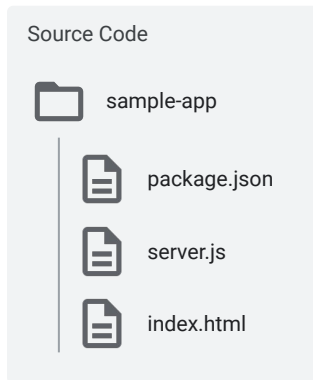 Source Code
sample-app
package.json
server.js
index.html